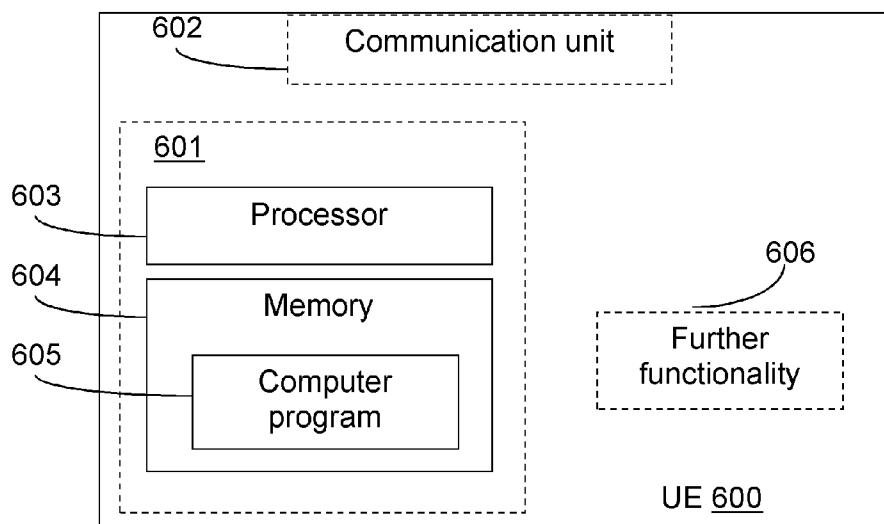 602
Communication unit
601
603
Processor
604
Memory
605
Computer
program
606
Further
functionality
UE 600